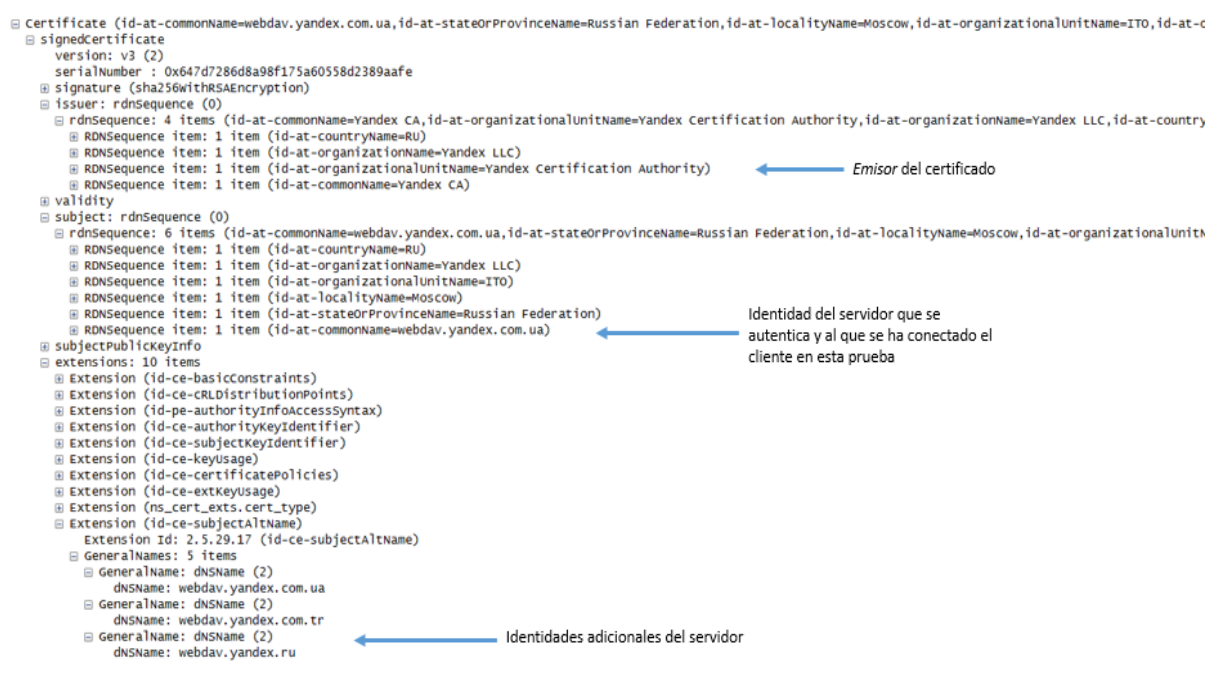 Certificate (id-at-commonName=webdav.yandex.com.ua,id-at-stateOrProvinceName=Russian Federation,id-at-localityName=Moscow,id-at-organizationalUnitName=ITO,id-at-c
signedCertificate
version: v3 (2)
serialNumber : 0x647d7286d8a98f175a60558d2389aafe
signature (sha256WithRSAEncryption)
issuer: rdnSequence (0)
rdnSequence: 4 items (id-at-commonName=Yandex CA,id-at-organizationalUnitName=Yandex Certification Authority,id-at-organizationName=Yandex LLC,id-at-country
RDNSequence item: 1 item (id-at-countryName=RU)
RDNSequence item: 1 item (id-at-organizationName=Yandex LLC)
RDNSequence item: 1 item (id-at-organizationalUnitName=Yandex Certification Authority)
Emisor del certificado
RDNSequence item: 1 item (id-at-commonName=Yandex CA)
validity
subject: rdnSequence (0)
rdnSequence: 6 items (id-at-commonName=webdav.yandex.com.ua,id-at-stateOrProvinceName=Russian Federation,id-at-localityName=Moscow,id-at-organizationalUnitN
RDNSequence item: 1 item (id-at-countryName=RU)
RDNSequence item: 1 item (id-at-organizationName=Yandex LLC)
RDNSequence item: 1 item (id-at-organizationalUnitName=ITO)
RDNSequence item: 1 item (id-at-localityName=Moscow)
RDNSequence item: 1 item (id-at-stateOrProvinceName=Russian Federation)
RDNSequence item: 1 item (id-at-commonName=webdav.yandex.com.ua)
Identidad del servidor que se
autentica y al que se ha conectado el
cliente en esta prueba
subjectPublicKeyInfo
extensions: 10 items
Extension (id-ce-basicConstraints)
Extension (id-ce-cRLDistributionPoints)
Extension (id-pe-authorityInfoAccessSyntax)
Extension (id-ce-authorityKeyIdentifier)
Extension (id-ce-subjectKeyIdentifier)
Extension (id-ce-keyUsage)
Extension (id-ce-certificatePolicies)
Extension (id-ce-extKeyUsage)
Extension (ns_cert_exts.cert_type)
Extension (id-ce-subjectAltName)
Extension Id: 2.5.29.17 (id-ce-subjectAltName)
GeneralNames: 5 items
GeneralName: dNSName (2)
dNSName: webdav.yandex.com.ua
GeneralName: dNSName (2)
dNSName: webdav.yandex.com.tr
GeneralName: dNSName (2)
Identidades adicionales del servidor
dNSName: webdav.yandex.ru